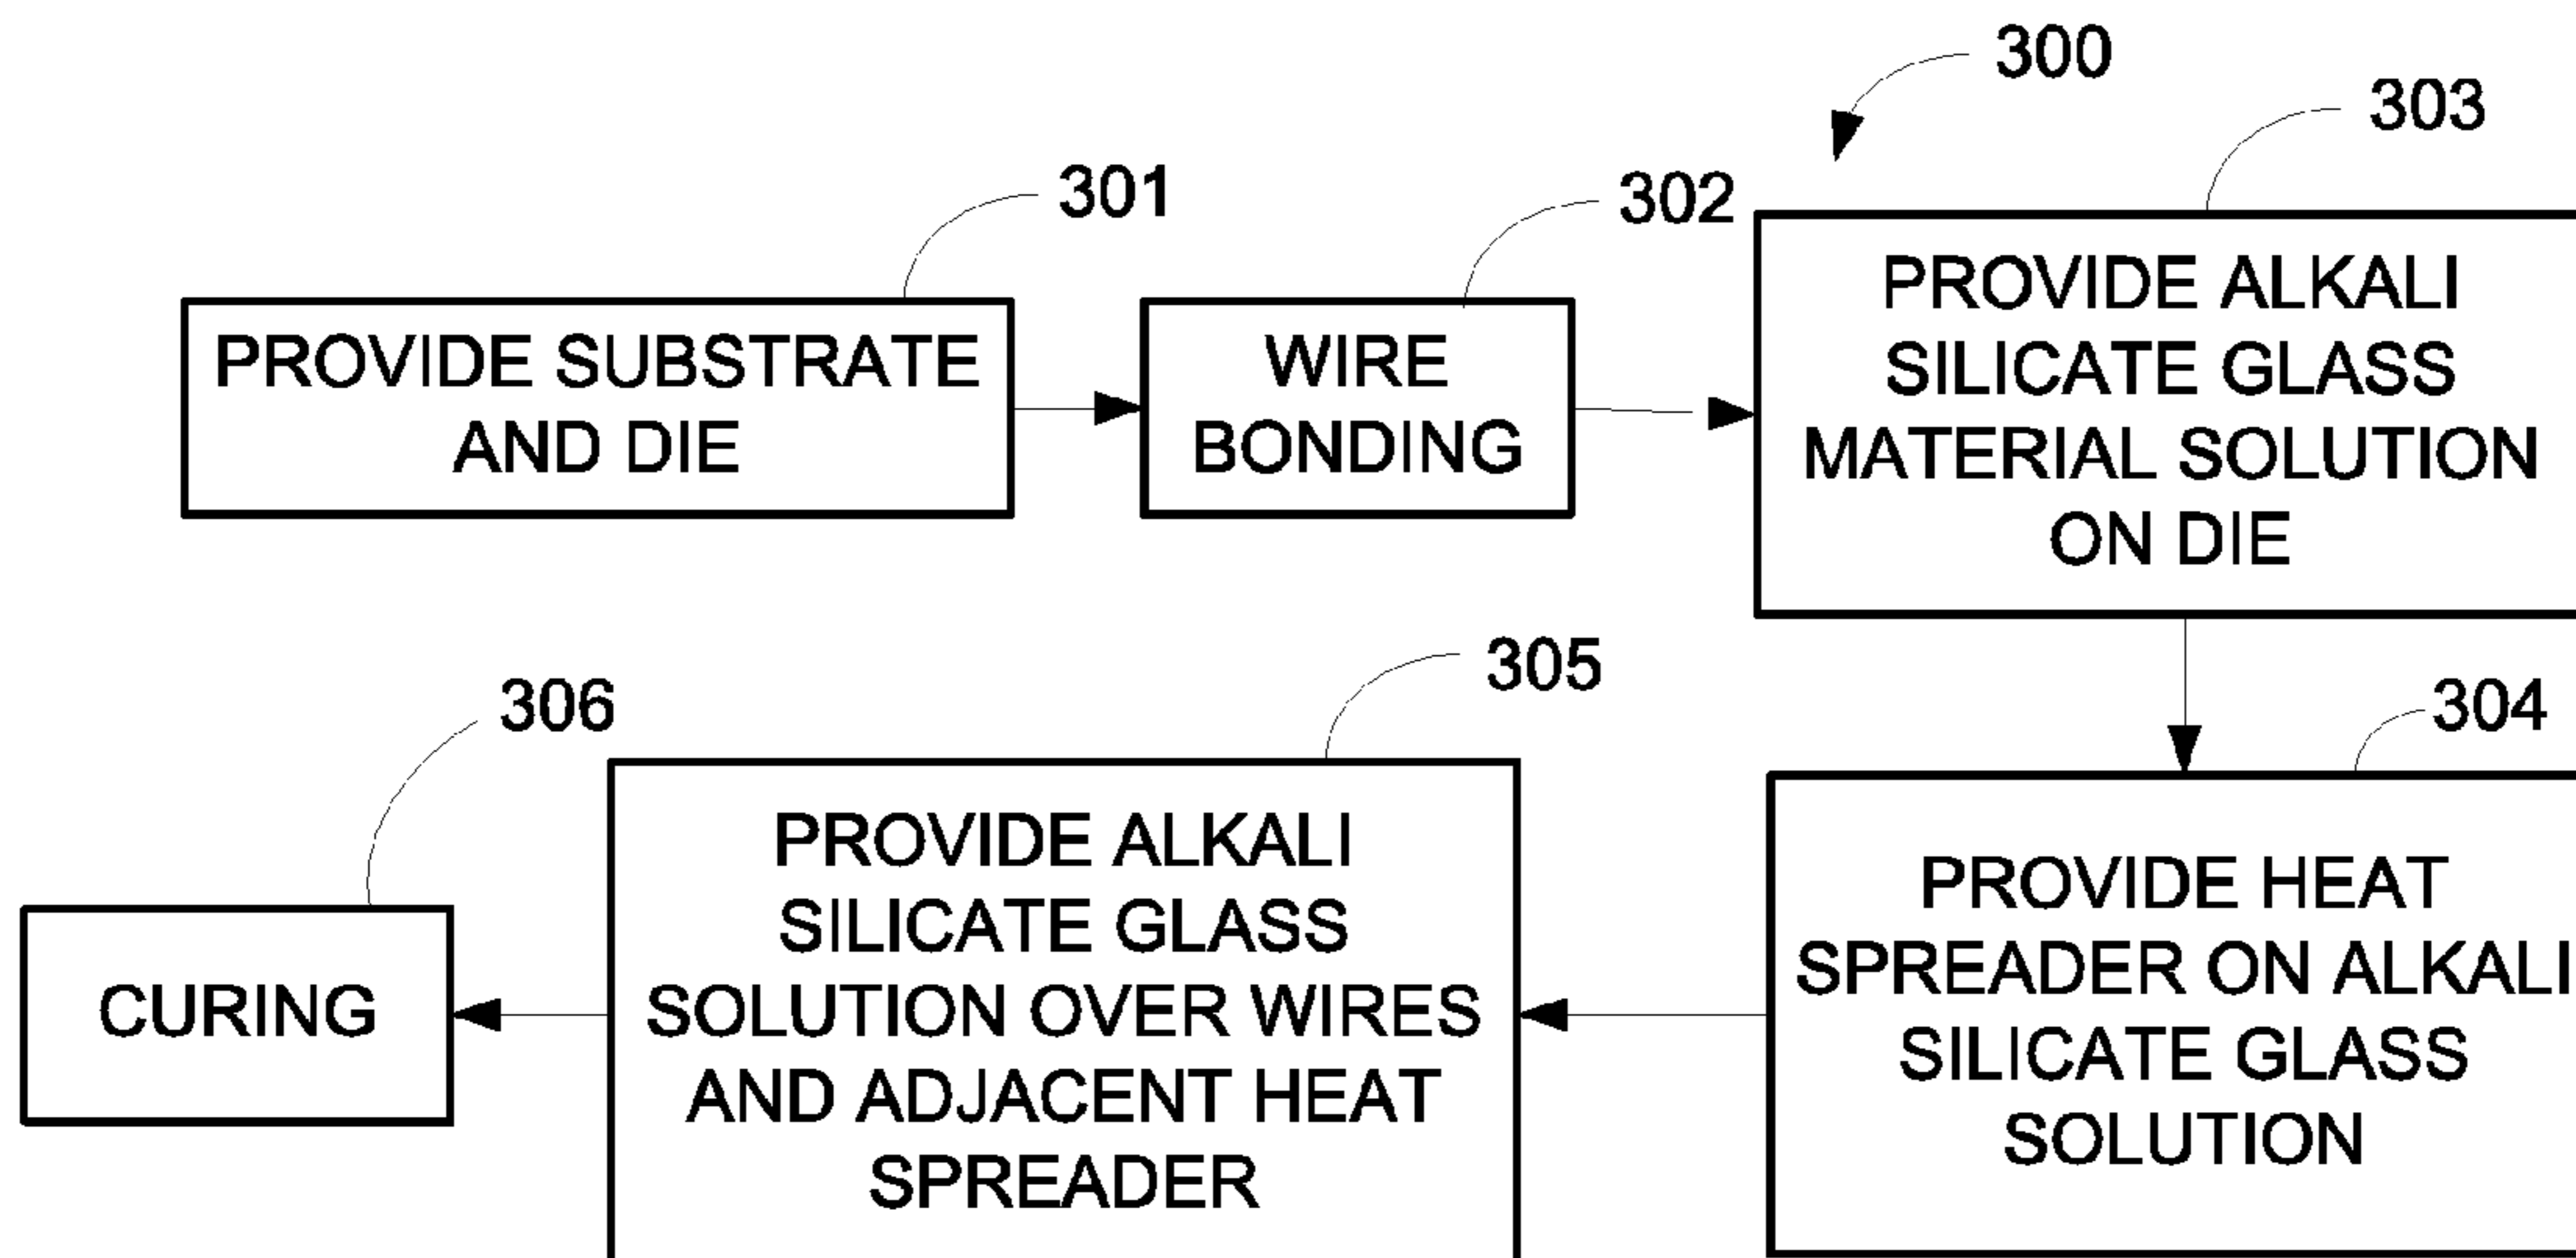 300
301
PROVIDE SUBSTRATE
AND DIE
302
WIRE
BONDING
303
PROVIDE ALKALI
SILICATE GLASS
MATERIAL SOLUTION
ON DIE
304
PROVIDE HEAT
SPREADER ON ALKALI
SILICATE GLASS
SOLUTION
305
PROVIDE ALKALI
SILICATE GLASS
SOLUTION OVER WIRES
AND ADJACENT HEAT
SPREADER
306
CURING